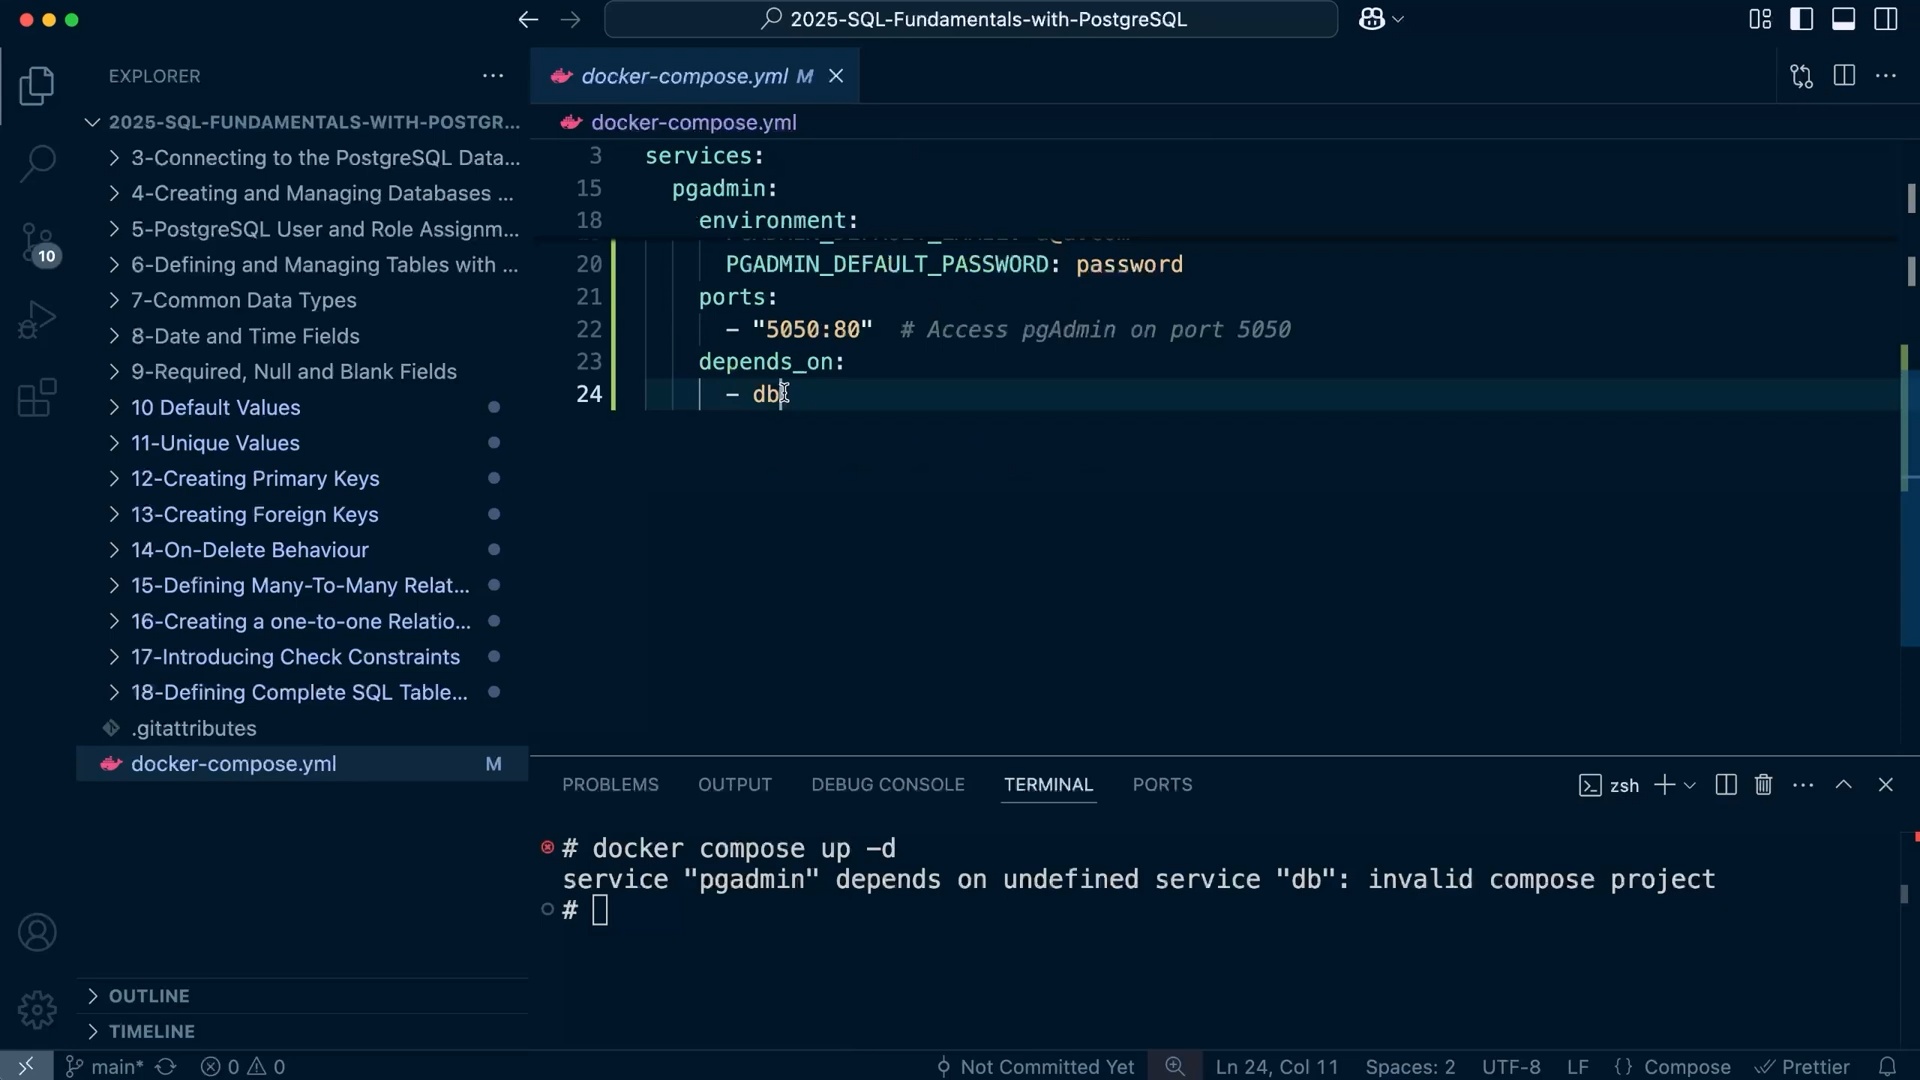 2025-SQL-Fundamentals-with-PostgreSQL
EXPLORER
2025-SQL-FUNDAMENTALS-WITH-POSTGR...
3-Connecting to the PostgreSQL Data...
4-Creating and Managing Databases ...
5-PostgreSQL User and Role Assignm...
6-Defining and Managing Tables with ...
7-Common Data Types
8-Date and Time Fields
9-Required, Null and Blank Fields
10 Default Values
11-Unique Values
12-Creating Primary Keys
13-Creating Foreign Keys
14-On-Delete Behaviour
15-Defining Many-To-Many Relat...
16-Creating a one-to-one Relatio...
17-Introducing Check Constraints
18-Defining Complete SQL Table...
.gitattributes
docker-compose.yml M
OUTLINE
TIMELINE
10
docker-compose.yml M
docker-compose.yml
3 services:
15 pgadmin:
18 environment:
20 PGADMIN_DEFAULT_PASSWORD: password
21 ports:
22 - "5050:80" # Access pgAdmin on port 5050
23 depends_on:
24 - db
PROBLEMS OUTPUT DEBUG CONSOLE TERMINAL PORTS zsh
# docker compose up -d
service "pgadmin" depends on undefined service "db": invalid compose project
#
main* 0 0 Not Committed Yet Ln 24, Col 11 Spaces: 2 UTF-8 LF {} Compose Prettier